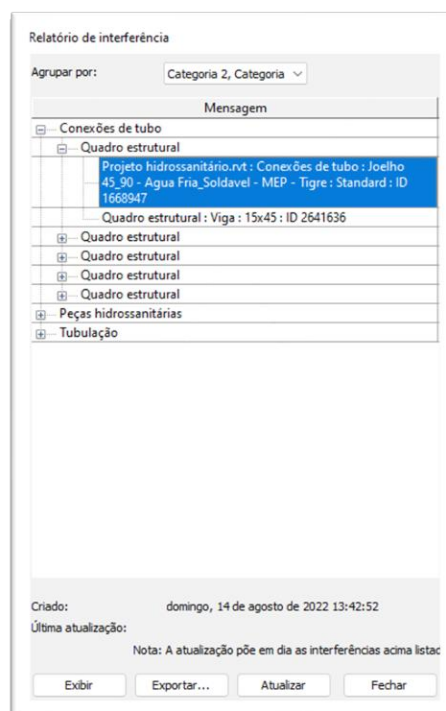 Relatório de interferência
Agrupar por: Categoria 2, Categoria
Mensagem
Conexões de tubo
Quadro estrutural
Projeto hidrossanitário.rvt : Conexões de tubo : Joelho
45_90 - Agua Fria_Soldavel - MEP - Tigre : Standard : ID
1668947
Quadro estrutural : Viga : 15x45 : ID 2641636
Quadro estrutural
Quadro estrutural
Quadro estrutural
Quadro estrutural
Peças hidrossanitárias
Tubulação
Criado: domingo, 14 de agosto de 2022 13:42:52
Última atualização:
Nota: A atualização põe em dia as interferências acima listac
Exibir Exportar... Atualizar Fechar